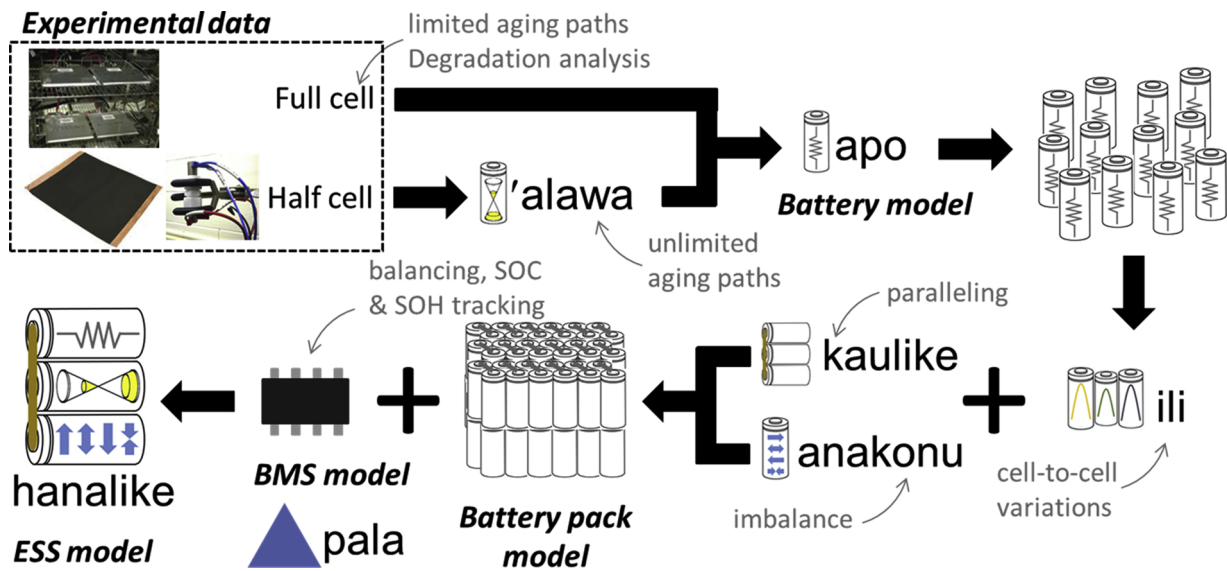 Experimental data
limited aging paths
Degradation analysis
Full cell
Half cell
'alawa
unlimited
aging paths
apo
Battery model
paralleling
kaulike
anakonu
imbalance
ili
cell-to-cell
variations
Battery pack
model
balancing, SOC
& SOH tracking
BMS model
pala
hanalike
ESS model